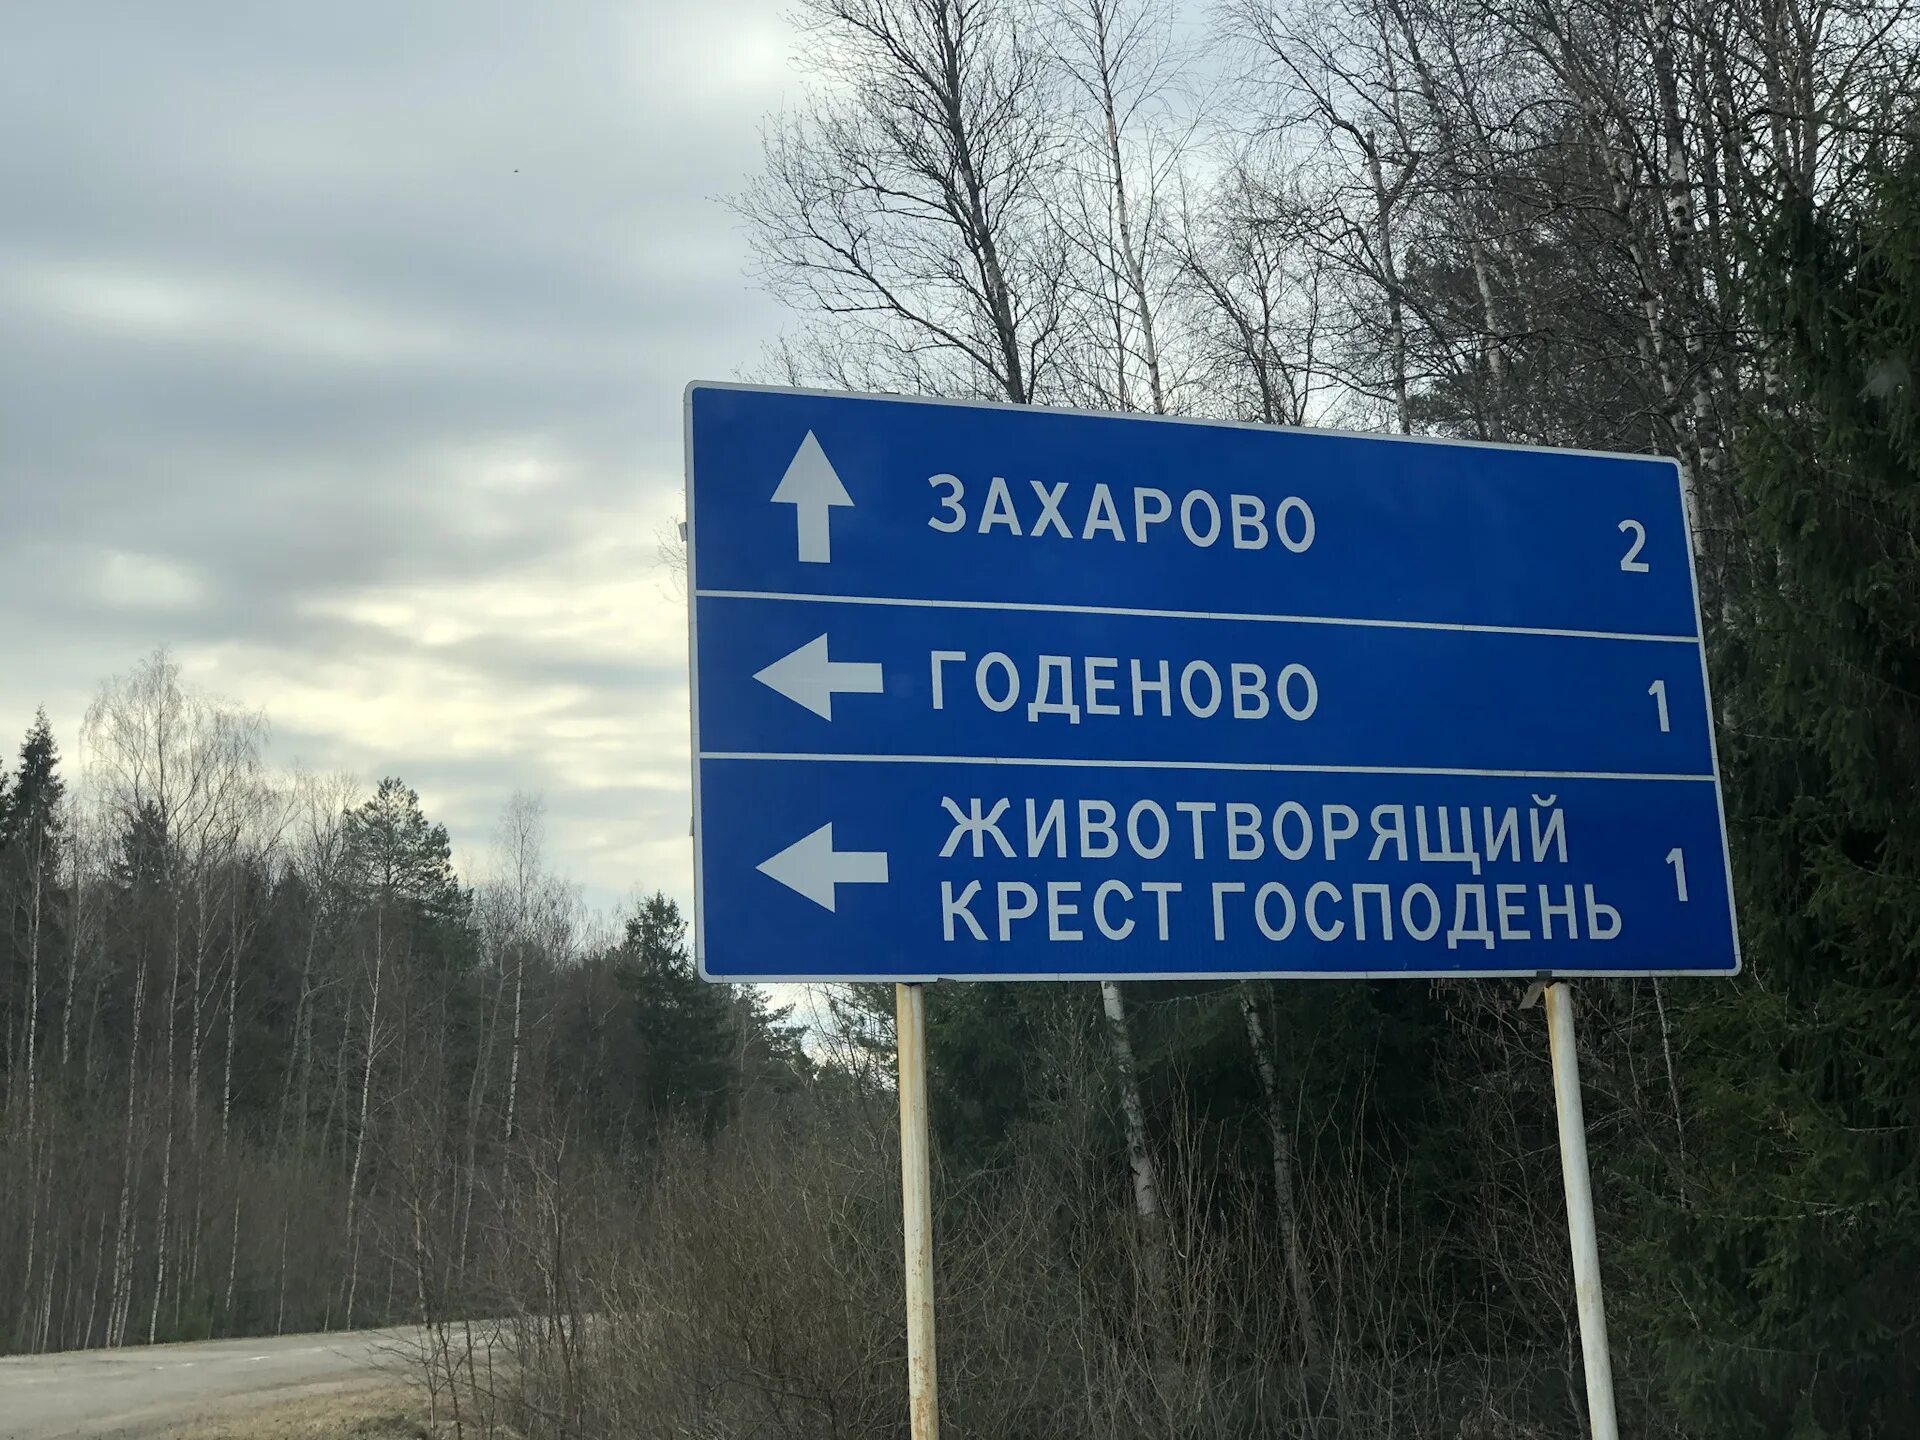 ЗАХАРОВО 2
ГОДЕНОВО 1
ЖИВОТВОРЯЩИЙ
КРЕСТ ГОСПОДЕНЬ 1